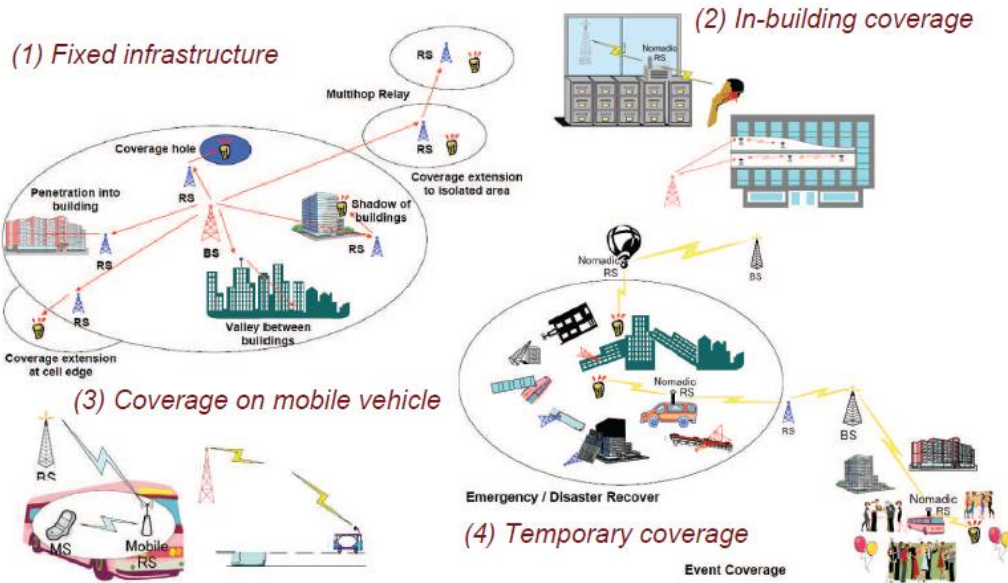 (1) Fixed infrastructure
RS
Multihop Relay
RS
Coverage extension
to isolated area
Coverage hole
RS
Penetration into
building
RS
BS
Shadow of
buildings
RS
RS
Valley between
buildings
Coverage extension
at cell edge
(2) In-building coverage
BS
Nomadic
RS
(3) Coverage on mobile vehicle
BS
MS
Mobile
RS
Nomadic
RS
BS
Nomadic
RS
RS
BS
Emergency / Disaster Recover
(4) Temporary coverage
Nomadic
RS
Event Coverage